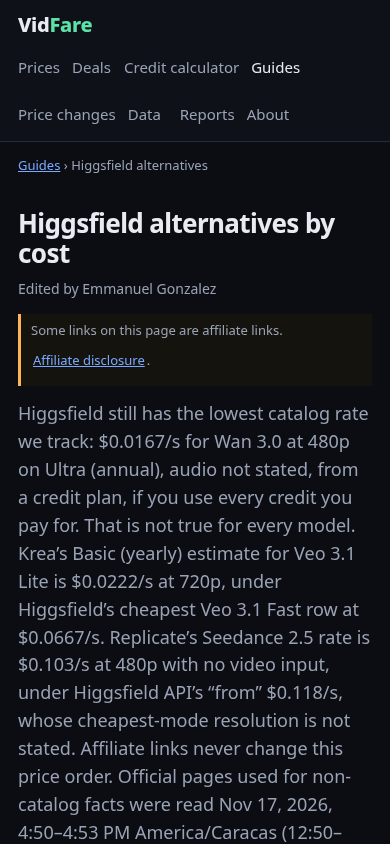 VidFare
Prices Deals Credit calculator Guides
Price changes Data Reports About
Guides › Higgsfield alternatives
Higgsfield alternatives by
cost
Edited by Emmanuel Gonzalez
Some links on this page are affiliate links.
Affiliate disclosure.
Higgsfield still has the lowest catalog rate
we track: $0.0167/s for Wan 3.0 at 480p
on Ultra (annual), audio not stated, from
a credit plan, if you use every credit you
pay for. That is not true for every model.
Krea’s Basic (yearly) estimate for Veo 3.1
Lite is $0.0222/s at 720p, under
Higgsfield’s cheapest Veo 3.1 Fast row at
$0.0667/s. Replicate’s Seedance 2.5 rate is
$0.103/s at 480p with no video input,
under Higgsfield API’s “from” $0.118/s,
whose cheapest-mode resolution is not
stated. Affiliate links never change this
price order. Official pages used for non-
catalog facts were read Nov 17, 2026,
4:50–4:53 PM America/Caracas (12:50–